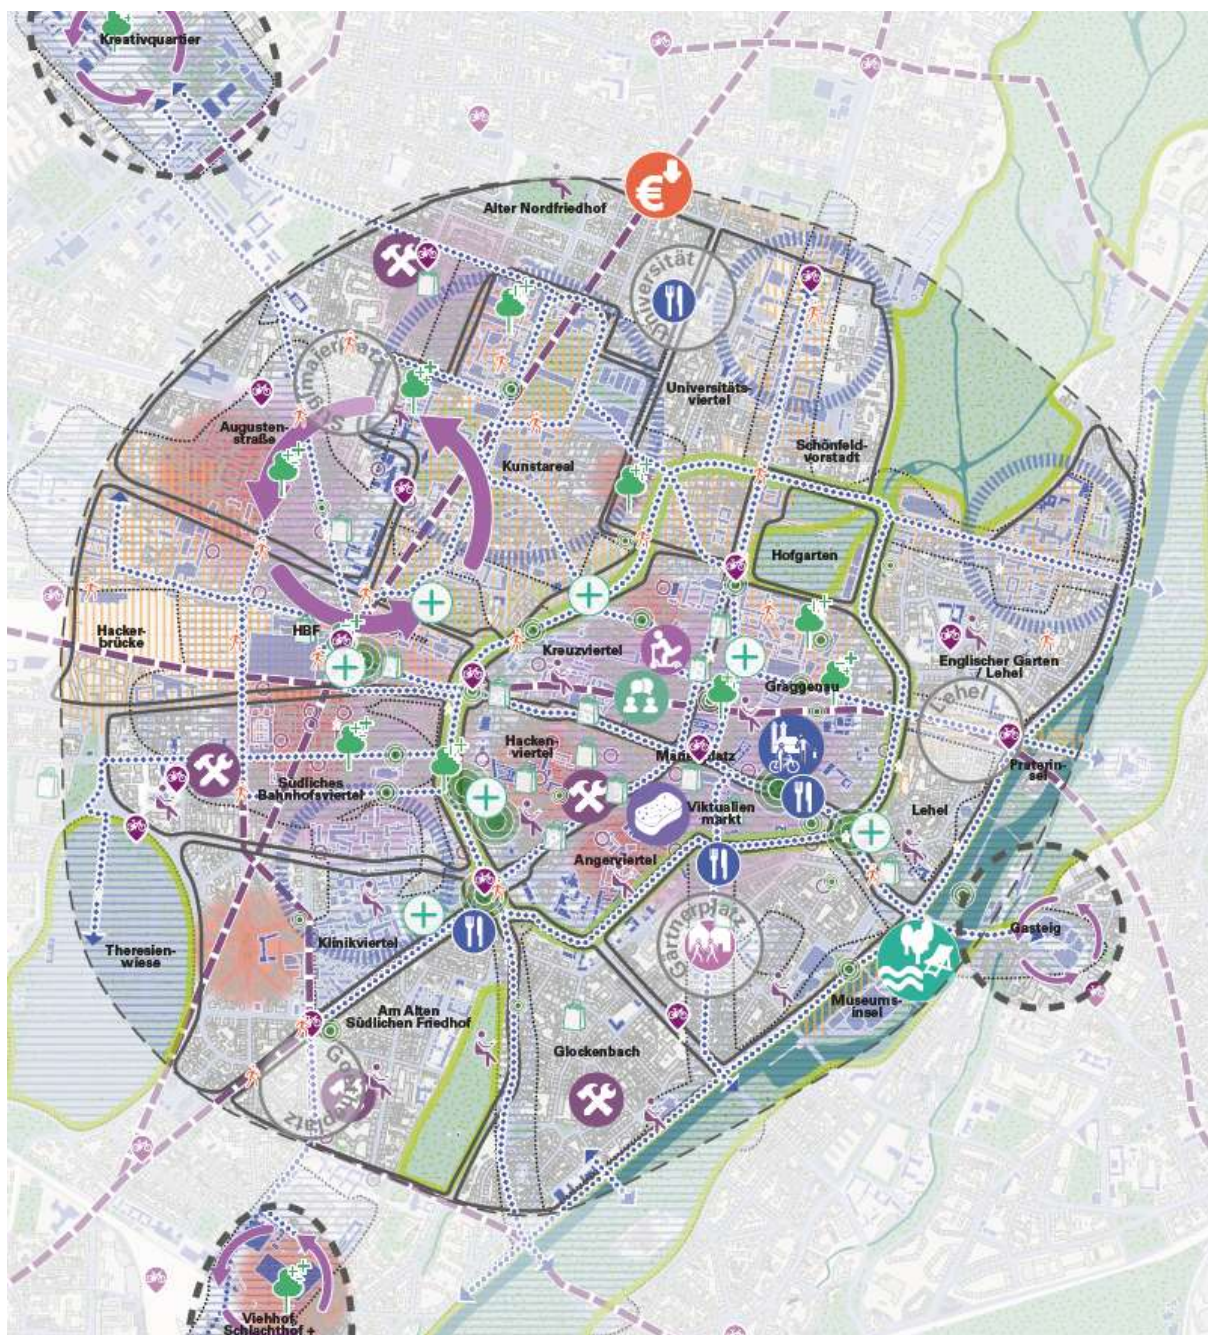 Kreativquartier
€
Alter Nordfriedhof
Universität
Universitäts-
viertel
Stiglmaierplatz
Augusten-
straße
Schönfeld-
vorstadt
Kunstareal
Hofgarten
Hacker-
brücke
HBF
Kreuzviertel
Englischer Garten
/ Lehel
Graggenau
Lehel
Hacken-
viertel
Marienplatz
Praterin-
sel
Südliches
Bahnhofsviertel
Viktualien
markt
Lehel
Angerviertel
Gärtnerplatz
Gasteig
Klinikviertel
Theresien-
wiese
Museums-
insel
Am Alten
Südlichen Friedhof
Glockenbach
Goetheplatz
Viehhof,
Schlachthof +